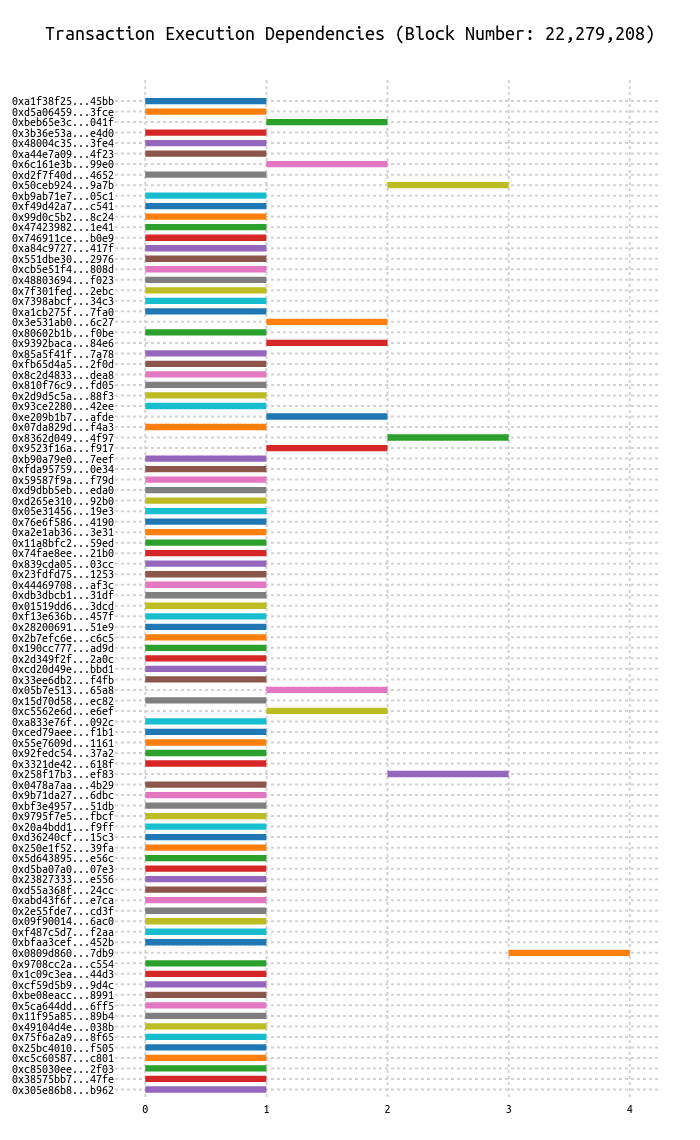 Transaction Execution Dependencies (Block Number: 22,279,208)
0xa1f38f25...45bb
0xd5a06459...3fce
0xbeb65e3c...041f
0x3b36e53a...e4d0
0x48004c35...3fe4
0xa44e7a09...4f23
0x6c161e3b...99e0
0xd2f7f40d...4652
0x50ceb924...9a7b
0xb9ab71e7...05c1
0xf49d42a7...c541
0x99d0c5b2...8c24
0x47423982...1e41
0x746911ce...b0e9
0xa84c9727...417f
0x551dbe30...2976
0xcb5e51f4...808d
0x48803694...f023
0x7f301fed...2ebc
0x7398abcf...34c3
0xa1cb275f...7fa0
0x3e531ab0...6c27
0x80602b1b...f0be
0x9392baca...84e6
0x85a5f41f...7a78
0xfb65d4a5...2f0d
0x8c2d4833...dea8
0x810f76c9...fd05
0x2d9d5c5a...88f3
0x93ce2280...42ee
0xe209b1b7...afde
0x07da829d...f4a3
0x8362d049...4f97
0x9523f16a...f917
0xb90a79e0...7eef
0xfda95759...0e34
0x59587f9a...f79d
0xd9dbb5eb...eda0
0xd265e310...92b0
0x05e31456...19e3
0x76e6f586...4190
0xa2e1ab36...3e31
0x11a8bfc2...59ed
0x74fae8ee...21b0
0x839cda05...03cc
0x23fdfd75...1253
0x44469708...af3c
0xdb3dbcb1...31df
0x01519dd6...3dcd
0xf13e636b...457f
0x28200691...51e9
0x2b7efc6e...c6c5
0x190cc777...ad9d
0x2d349f2f...2a0c
0xcd20d49e...bbd1
0x33ee6db2...f4fb
0x05b7e513...65a8
0x15d70d58...ec82
0xc5562e6d...e6ef
0xa833e76f...092c
0xced79aee...f1b1
0x55e7609d...1161
0x92fedc54...37a2
0x3321de42...618f
0x258f17b3...ef83
0x0478a7aa...4b29
0x9b71da27...6dbc
0xbf3e4957...51db
0x9795f7e5...fbcf
0x20a4bdd1...f9ff
0xd36240cf...15c3
0x250e1f52...39fa
0x5d643895...e56c
0xd5ba07a0...07e3
0x23827333...e556
0xd55a368f...24cc
0xabd43f6f...e7ca
0x2e55fde7...cd3f
0x09f90014...6ac0
0xf487c5d7...f2aa
0xbfaa3cef...452b
0x0809d860...7db9
0x9708cc2a...c554
0x1c09c3ea...44d3
0xcf59d5b9...9d4c
0xbe08eacc...8991
0x5ca644dd...6ff5
0x11f95a85...89b4
0x49104d4e...038b
0x75f6a2a9...8f65
0x25bc4010...f505
0xc5c60587...c801
0xc85030ee...2f03
0x38575bb7...47fe
0x305e86b8...b962
0 1 2 3 4